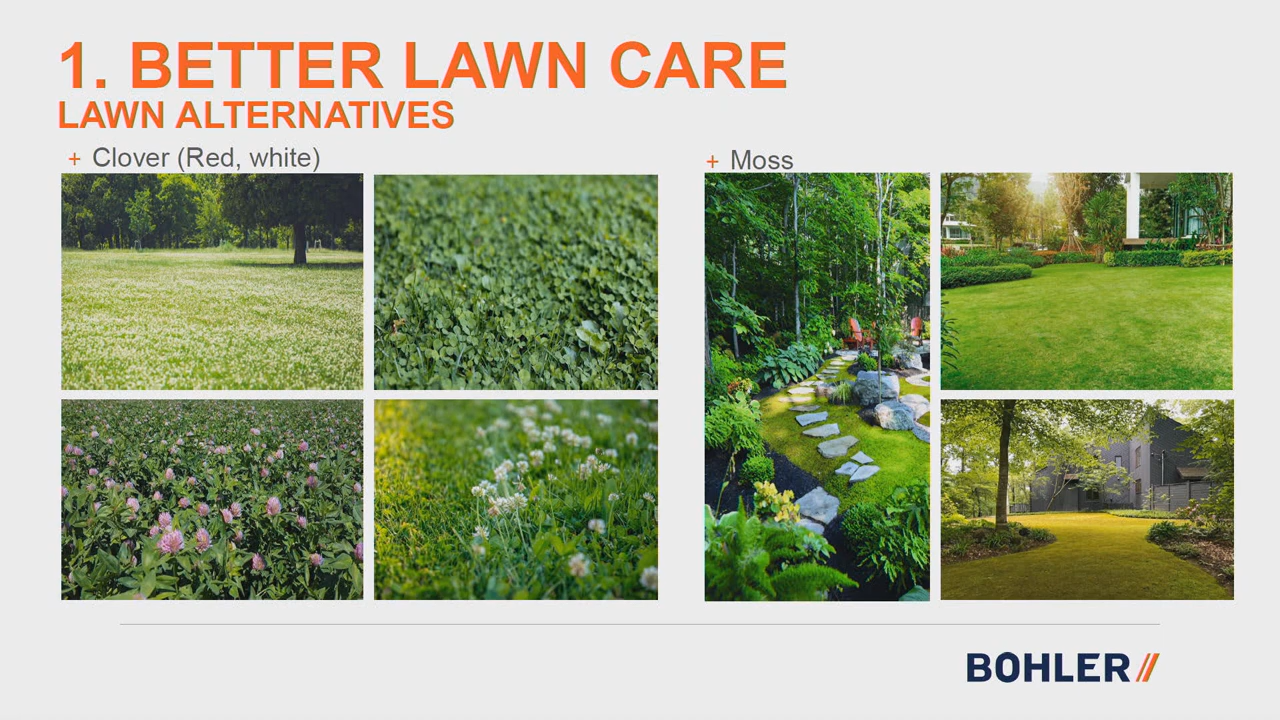 1. BETTER LAWN CARE
LAWN ALTERNATIVES
+ Clover (Red, white)
+ Moss
BOHLER//